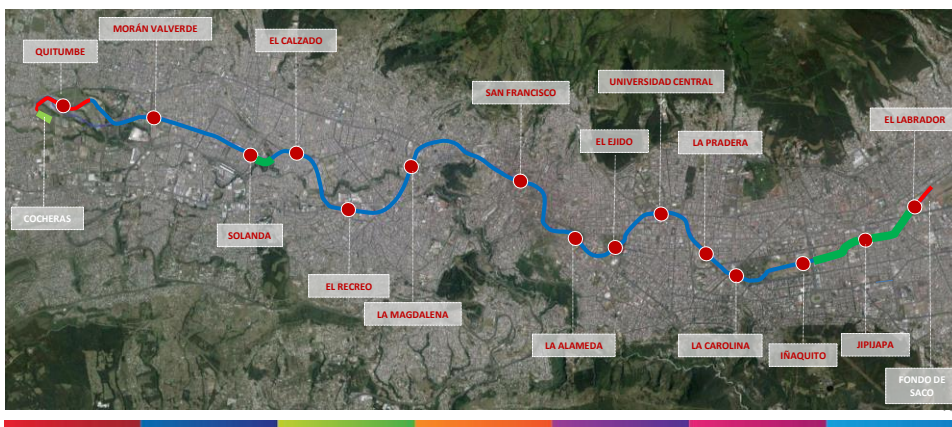 MORÁN VALVERDE
EL CALZADO
QUITUMBE
UNIVERSIDAD CENTRAL
SAN FRANCISCO
EL LABRADOR
EL EJIDO
LA PRADERA
COCHERAS
SOLANDA
EL RECREO
LA MAGDALENA
LA ALAMEDA
LA CAROLINA
IÑAQUITO
JIPIJAPA
FONDO DE
SACO